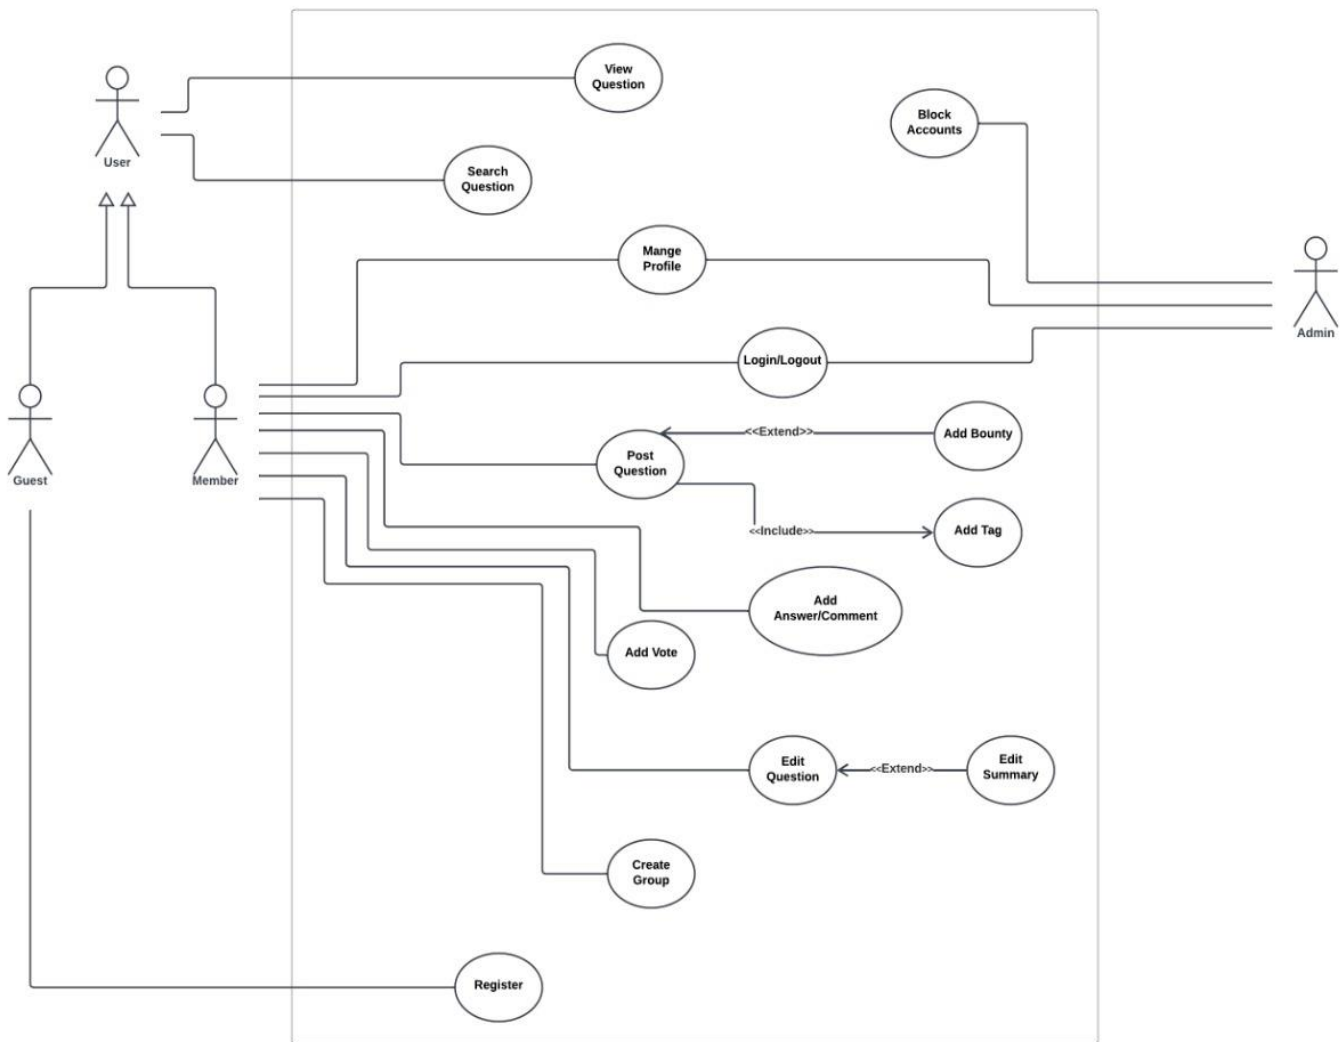 View
Question
Block
Accounts
User
Search
Question
Mange
Profile
Admin
Login/Logout
Guest
Member
Post
Question
<<Extend>>
Add Bounty
<<Include>>
Add Tag
Add
Answer/Comment
Add Vote
Edit
Question
<<Extend>>
Edit
Summary
Create
Group
Register